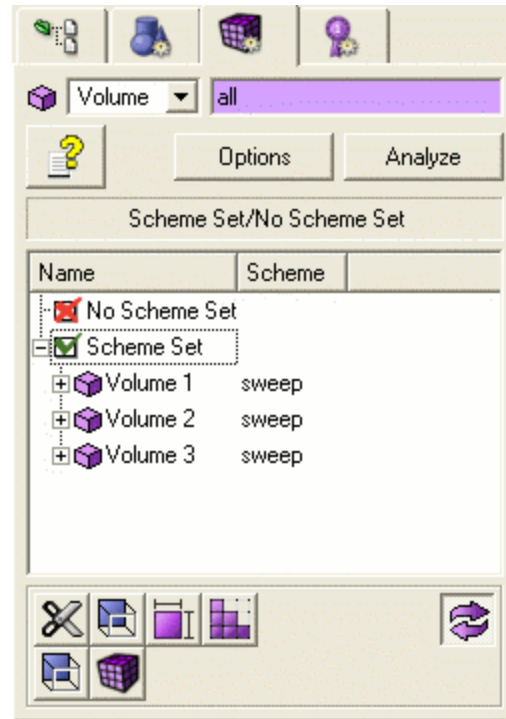 Volume all
Options Analyze
Scheme Set/No Scheme Set
Name Scheme
No Scheme Set
Scheme Set
Volume 1 sweep
Volume 2 sweep
Volume 3 sweep